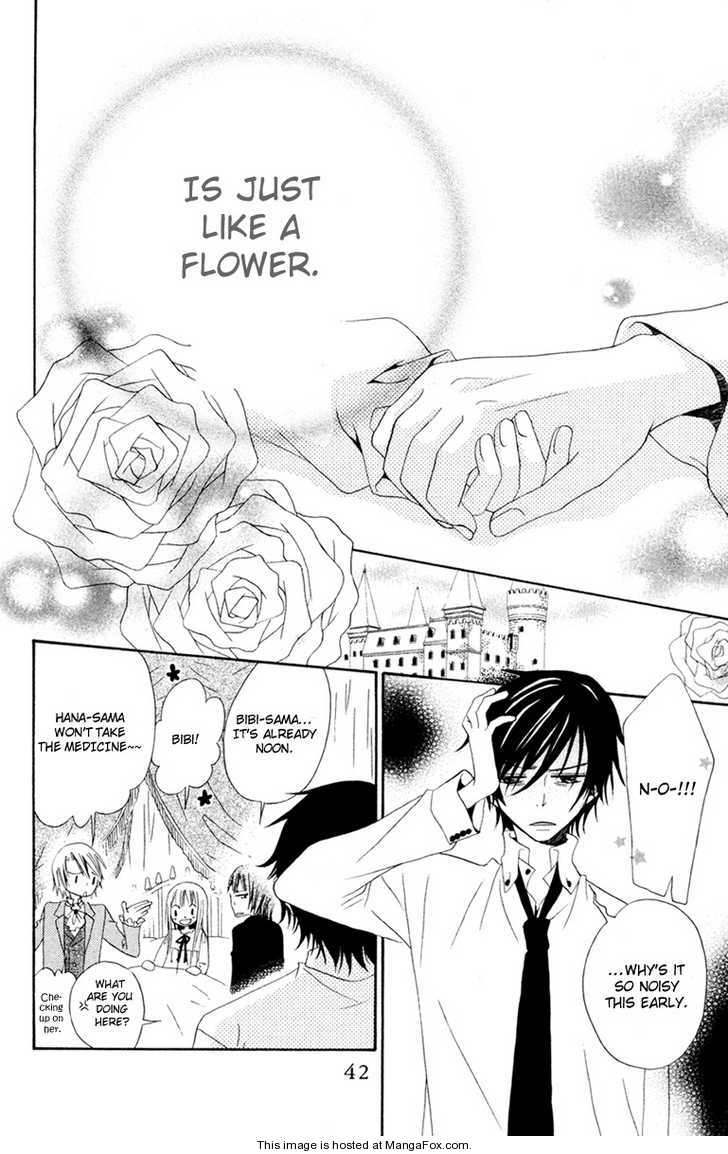 IS JUST
LIKE A
FLOWER.
N-O-!!!
...WHY'S IT
SO NOISY
THIS EARLY.
BIBI-SAMA...
IT'S ALREADY
NOON.
BIBI!
HANA-SAMA
WON'T TAKE
THE MEDICINE~~
WHAT
ARE YOU
DOING
HERE?
Che-
cking
up on
her.
42
This image is hosted at MangaFox.com.